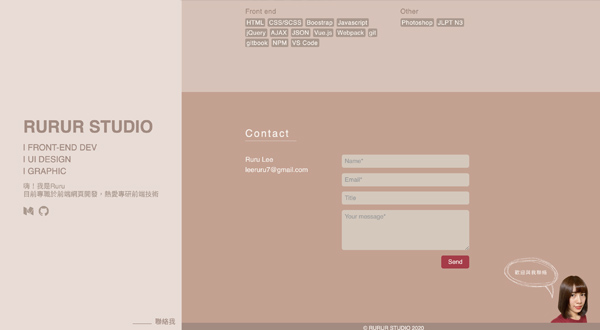 RURUR STUDIO
I FRONT-END DEV
I UI DESIGN
I GRAPHIC
嗨！我是Ruru
目前專職於前端網頁開發，熱愛專研前端技術
聯絡我
Front end
HTML CSS/SCSS Boostrap Javascript
jQuery AJAX JSON Vue.js Webpack git
gitbook NPM VS Code
Other
Photoshop JLPT N3
Contact
Ruru Lee
leeruru7@gmail.com
Name*
Email*
Title
Your message*
Send
歡迎與我聯絡
© RURUR STUDIO 2020